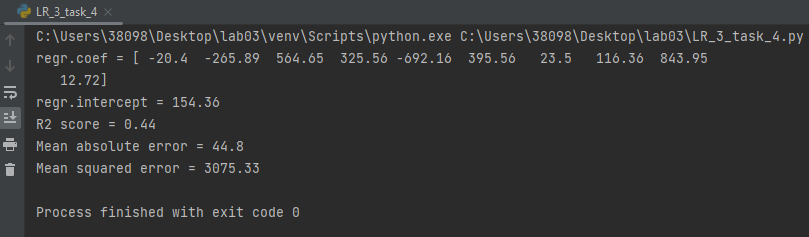 LR_3_task_4 ×
C:\Users\38098\Desktop\lab03\venv\Scripts\python.exe C:\Users\38098\Desktop\lab03\LR_3_task_4.py
regr.coef = [ -20.4  -265.89  564.65  325.56 -692.16  395.56   23.5   116.36  843.95
   12.72]
regr.intercept = 154.36
R2 score = 0.44
Mean absolute error = 44.8
Mean squared error = 3075.33
Process finished with exit code 0